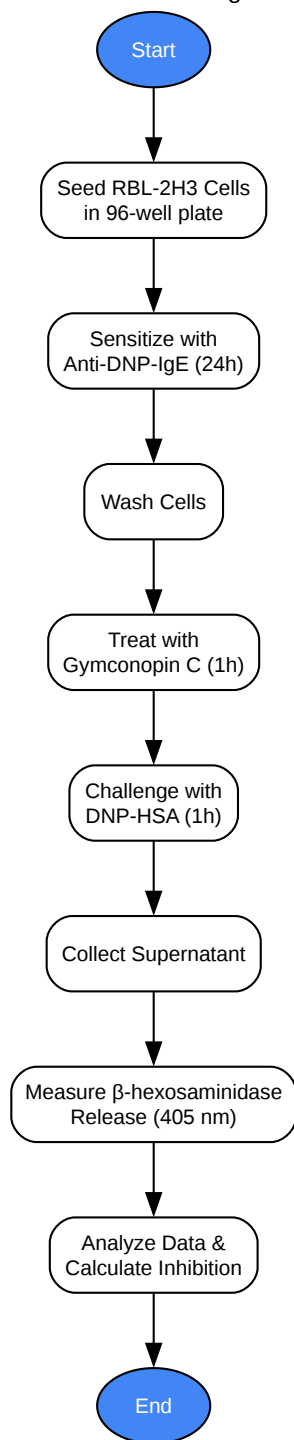 Start
Seed RBL-2H3 Cells
in 96-well plate
Sensitize with
Anti-DNP-IgE (24h)
Wash Cells
Treat with
Gymconopin C (1h)
Challenge with
DNP-HSA (1h)
Collect Supernatant
Measure β-hexosaminidase
Release (405 nm)
Analyze Data &
Calculate Inhibition
End